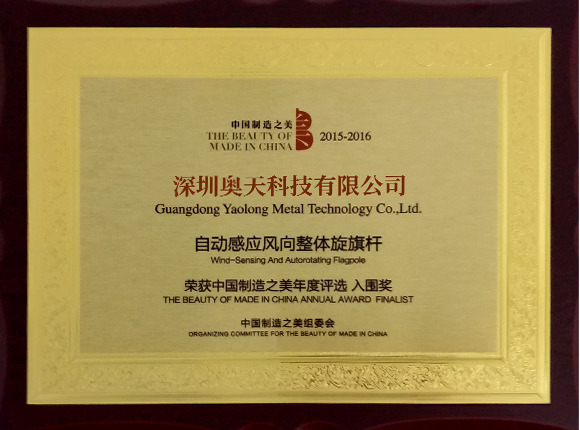 中国制造之美
THE BEAUTY OF
MADE IN CHINA
2015-2016
深圳奥天科技有限公司
Guangdong Yaolong Metal Technology Co.,Ltd.
自动感应风向整体旋旗杆
Wind-Sensing And Autorotating Flagpole
荣获中国制造之美年度评选 入围奖
THE BEAUTY OF MADE IN CHINA ANNUAL AWARD FINALIST
中国制造之美组委会
ORGANIZING COMMITTEE FOR THE BEAUTY OF MADE IN CHINA